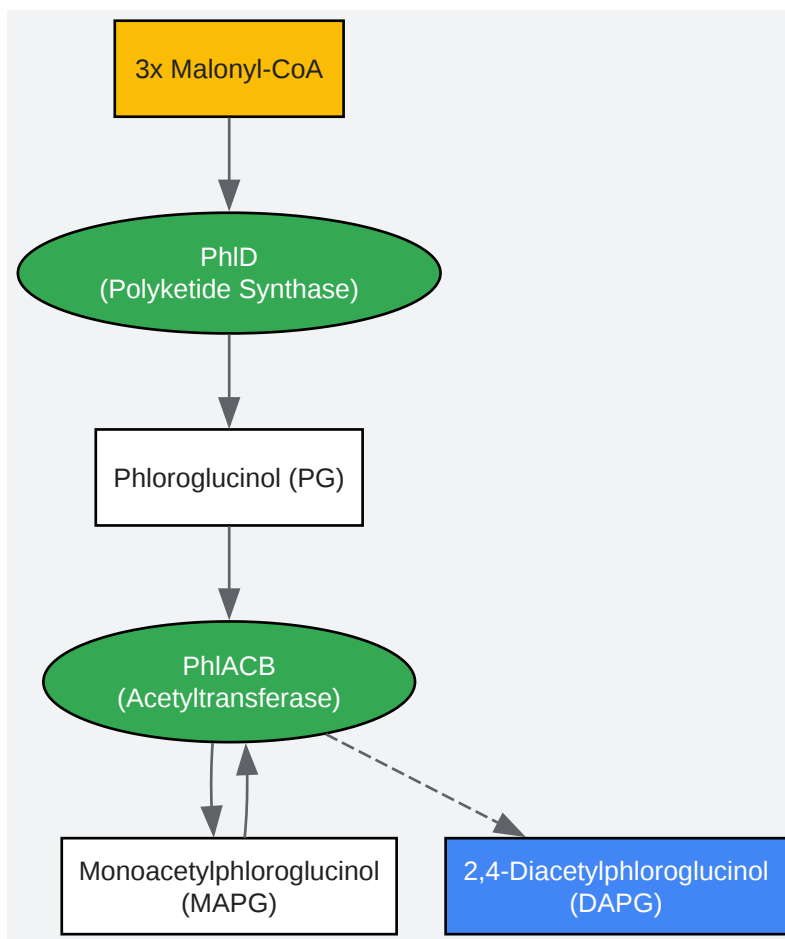 3x Malonyl-CoA
PhlD
(Polyketide Synthase)
Phloroglucinol (PG)
PhlACB
(Acetyltransferase)
Monoacetylphloroglucinol
(MAPG)
2,4-Diacetylphloroglucinol
(DAPG)